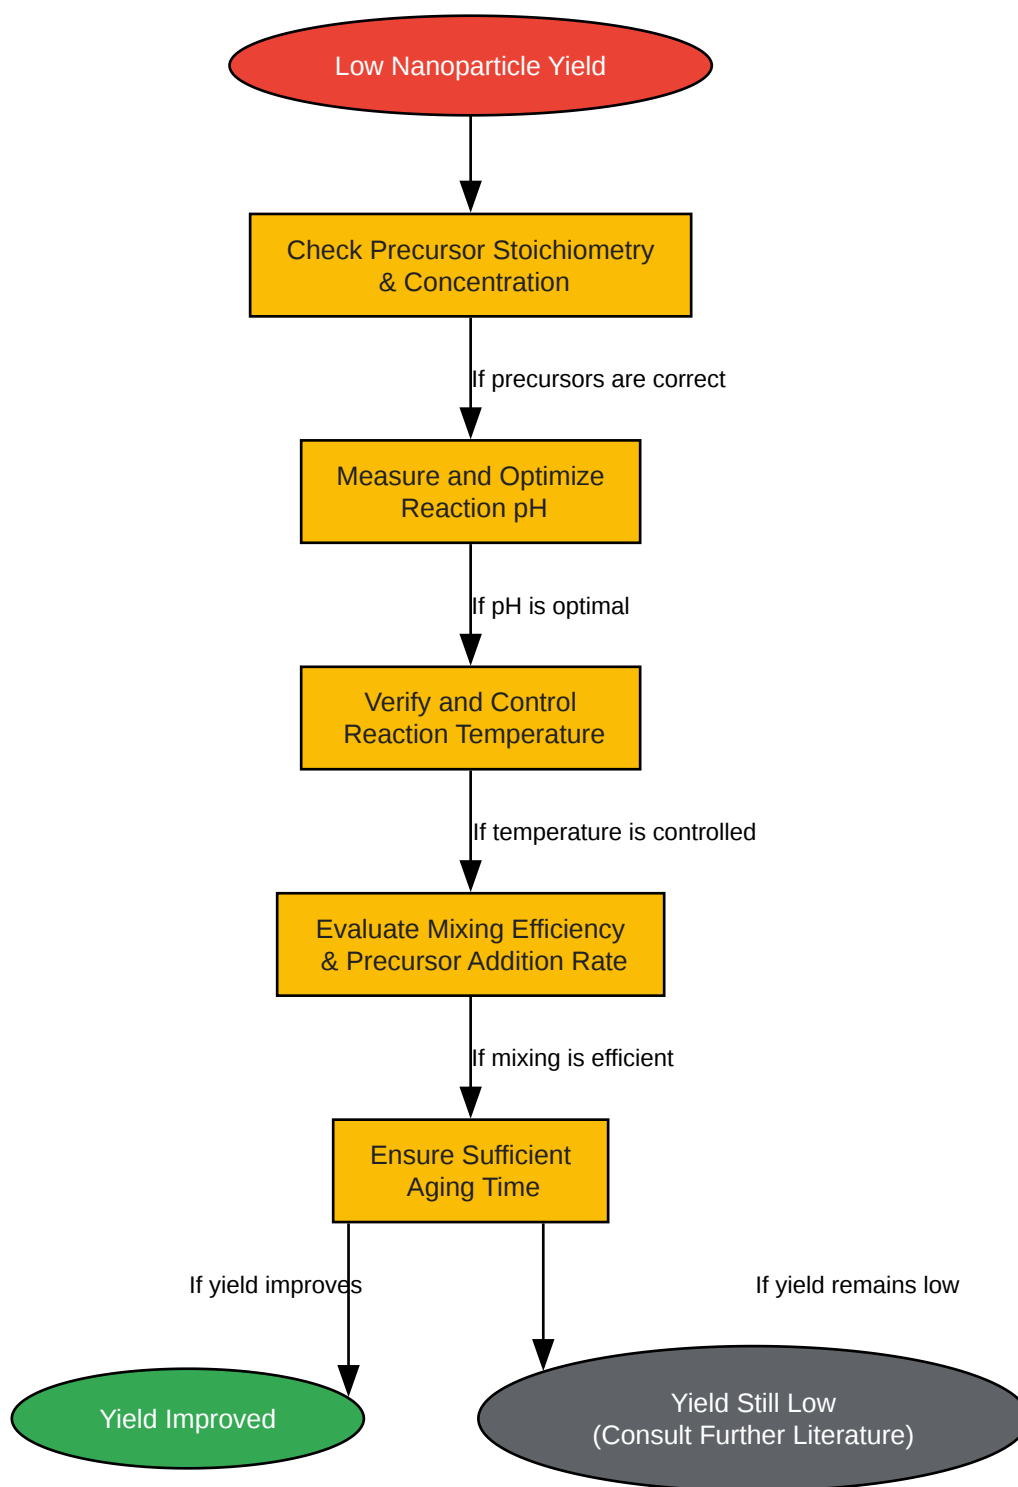 Low Nanoparticle Yield
Check Precursor Stoichiometry
& Concentration
If precursors are correct
Measure and Optimize
Reaction pH
If pH is optimal
Verify and Control
Reaction Temperature
If temperature is controlled
Evaluate Mixing Efficiency
& Precursor Addition Rate
If mixing is efficient
Ensure Sufficient
Aging Time
If yield improves
If yield remains low
Yield Improved
Yield Still Low
(Consult Further Literature)